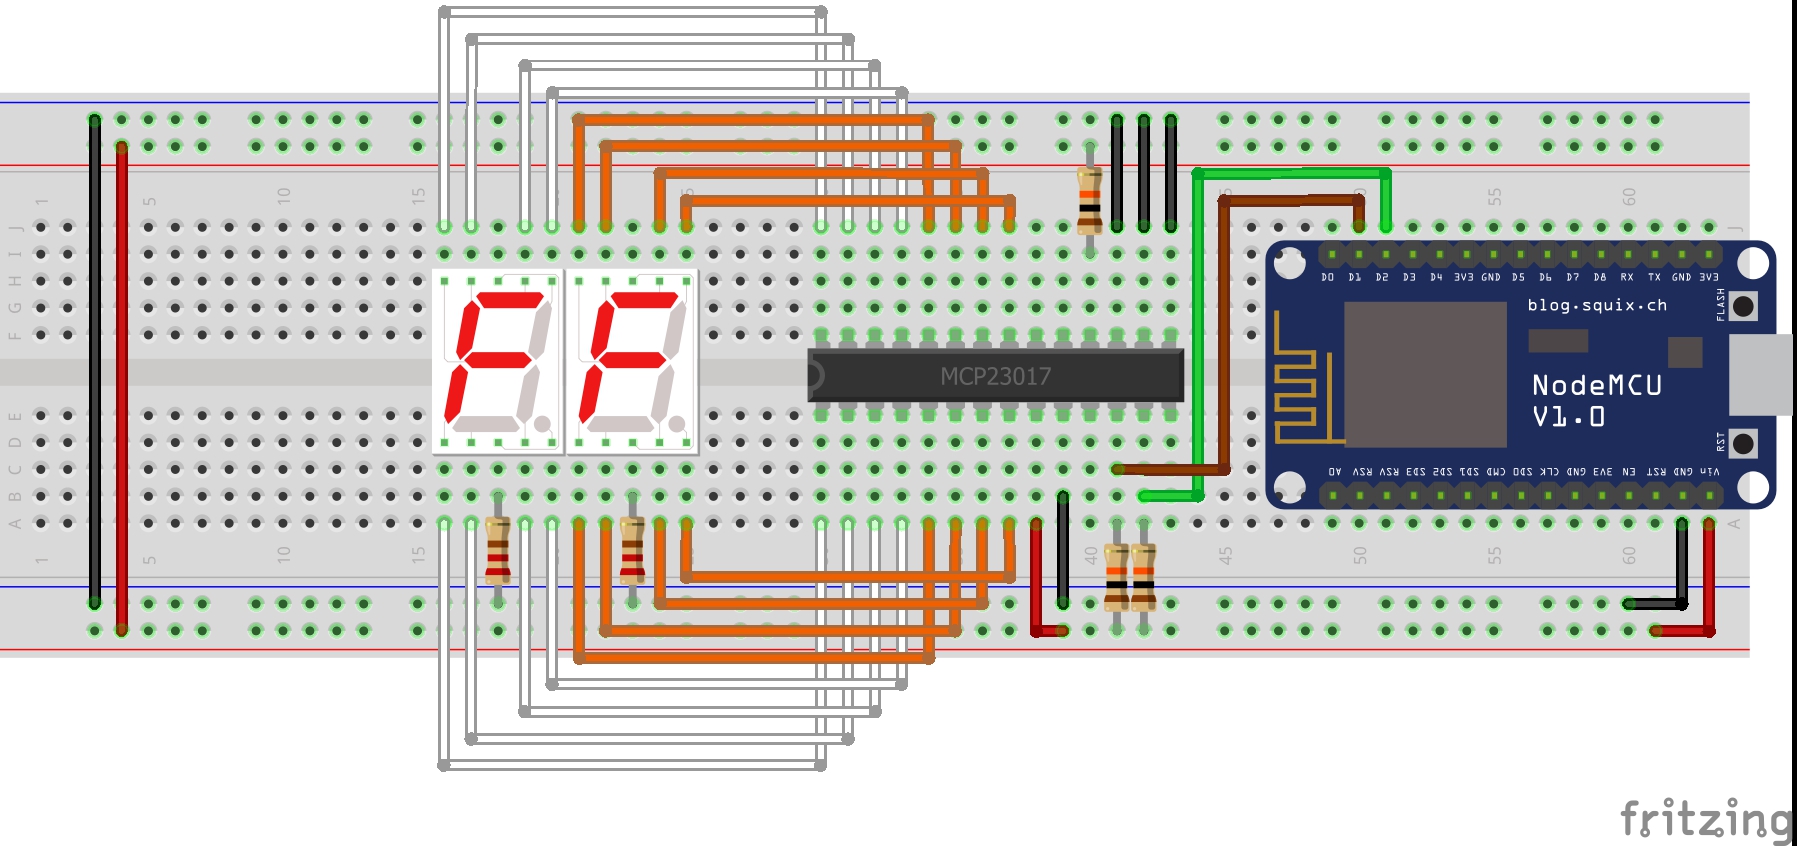 1 5 10 15 50 55 60
J J
I
H
G
F
D0 D1 D2 D3 D4 3V3 GND D5 D6 D7 D8 RX TX GND 3V3
blog.squix.ch
FLASH
MCP23017
NodeMCU
V1.0
RST
A0 RSV RSV SD3 SD2 SD1 CMD SD0 CLK GND 3V3 EN RST GND Vin
E
D
C
B
A A
1 5 10 15 40 45 50 55 60
fritzing